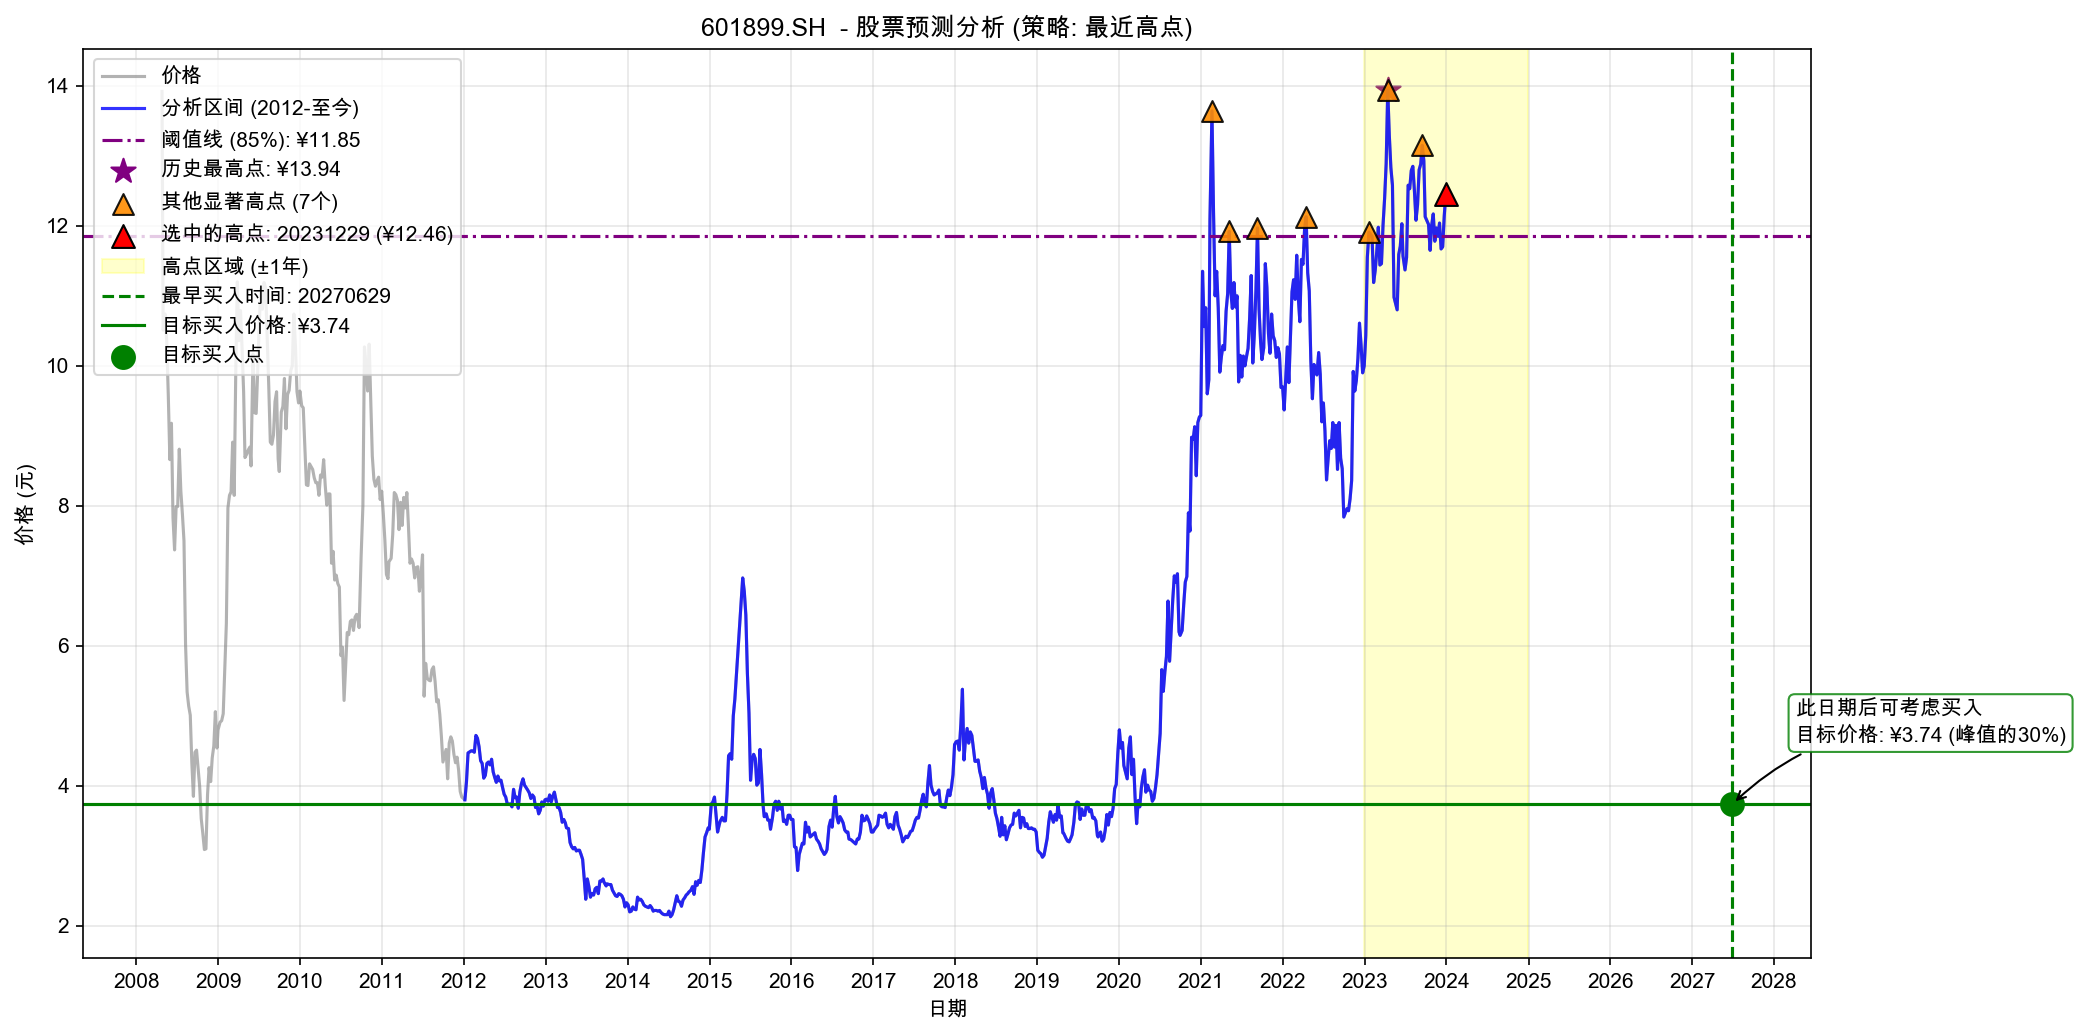 601899.SH - 股票预测分析 (策略: 最近高点)
价格
分析区间 (2012-至今)
阈值线 (85%): ¥11.85
历史最高点: ¥13.94
其他显著高点 (7个)
选中的高点: 20231229 (¥12.46)
高点区域 (±1年)
最早买入时间: 20270629
目标买入价格: ¥3.74
目标买入点
价格 (元)
14
12
10
8
6
4
2
此日期后可考虑买入
目标价格: ¥3.74 (峰值的30%)
2008 2009 2010 2011 2012 2013 2014 2015 2016 2017 2018 2019 2020 2021 2022 2023 2024 2025 2026 2027 2028
日期